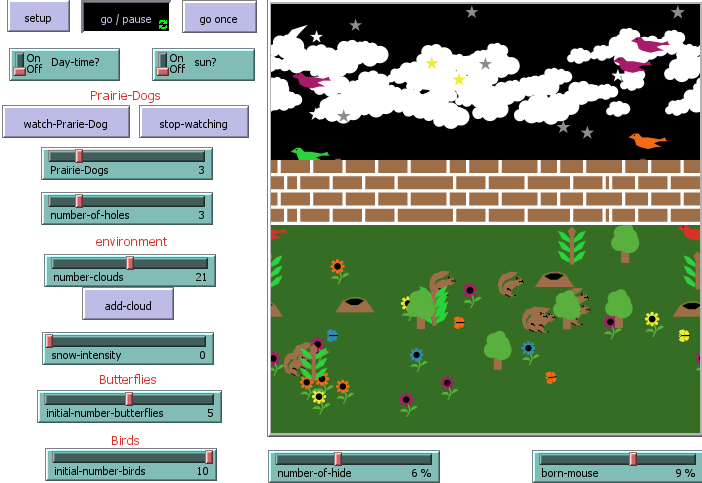 setup
go / pause
go once
On
Off
Day-time?
On
Off
sun?
Prairie-Dogs
watch-Prarie-Dog
stop-watching
Prairie-Dogs 3
number-of-holes 3
environment
number-clouds 21
add-cloud
snow-intensity 0
Butterflies
initial-number-butterflies 5
Birds
initial-number-birds 10
number-of-hide 6 %
born-mouse 9 %